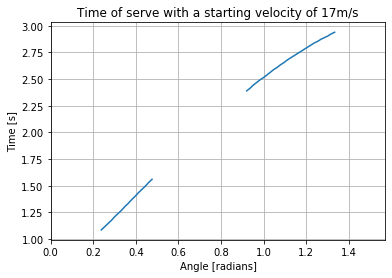 Time of serve with a starting velocity of 17m/s
3.00
2.75
2.50
2.25
2.00
1.75
1.50
1.25
1.00
Time [s]
0.0 0.2 0.4 0.6 0.8 1.0 1.2 1.4
Angle [radians]